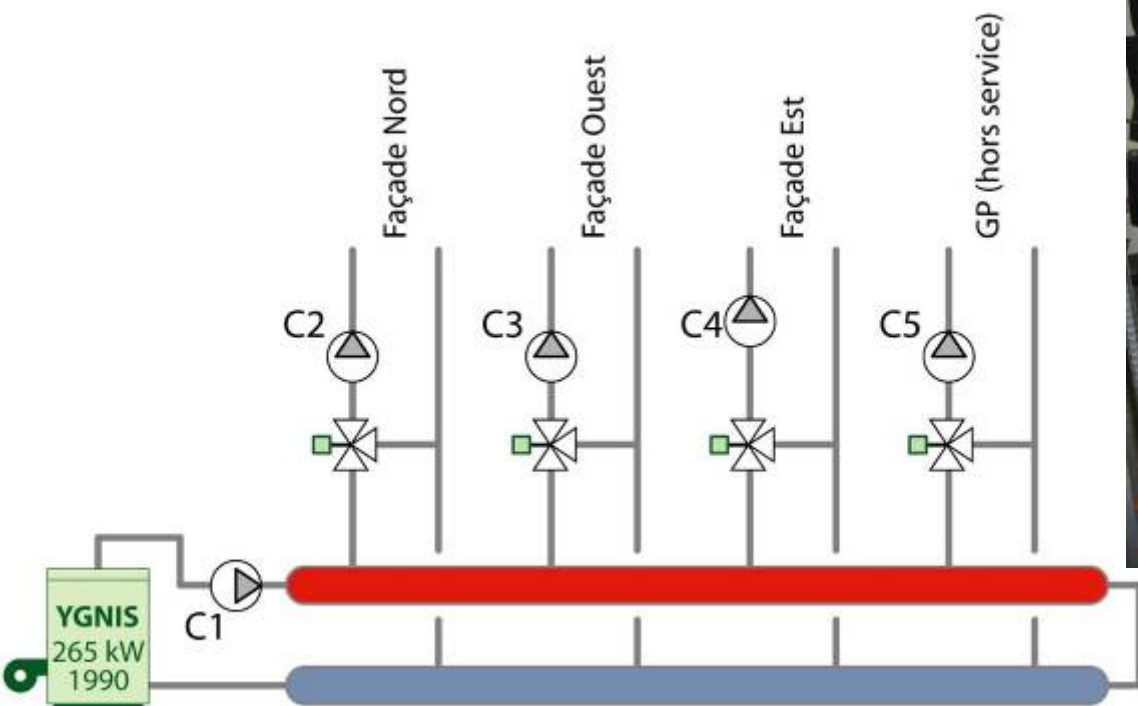 Façade Nord
Façade Ouest
Façade Est
GP (hors service)
C2
C3
C4
C5
C1
YGNIS
265 kW
1990